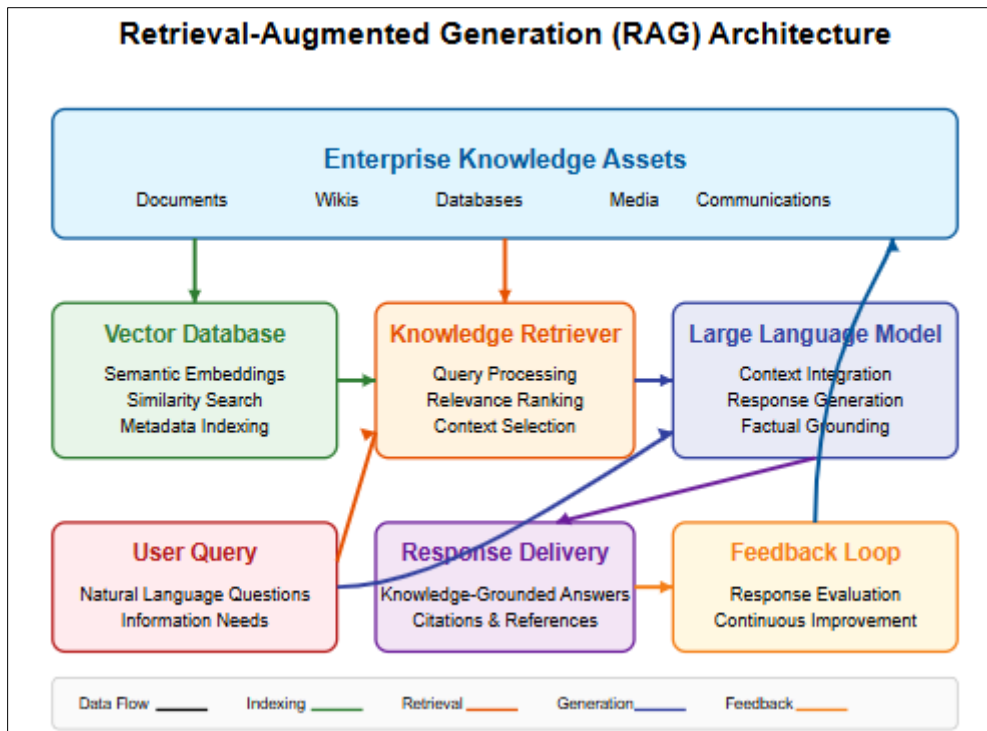 Retrieval-Augmented Generation (RAG) Architecture
Enterprise Knowledge Assets
Documents Wikis Databases Media Communications
Vector Database
Semantic Embeddings
Similarity Search
Metadata Indexing
Knowledge Retriever
Query Processing
Relevance Ranking
Context Selection
Large Language Model
Context Integration
Response Generation
Factual Grounding
User Query
Natural Language Questions
Information Needs
Response Delivery
Knowledge-Grounded Answers
Citations & References
Feedback Loop
Response Evaluation
Continuous Improvement
Data Flow Indexing Retrieval Generation Feedback